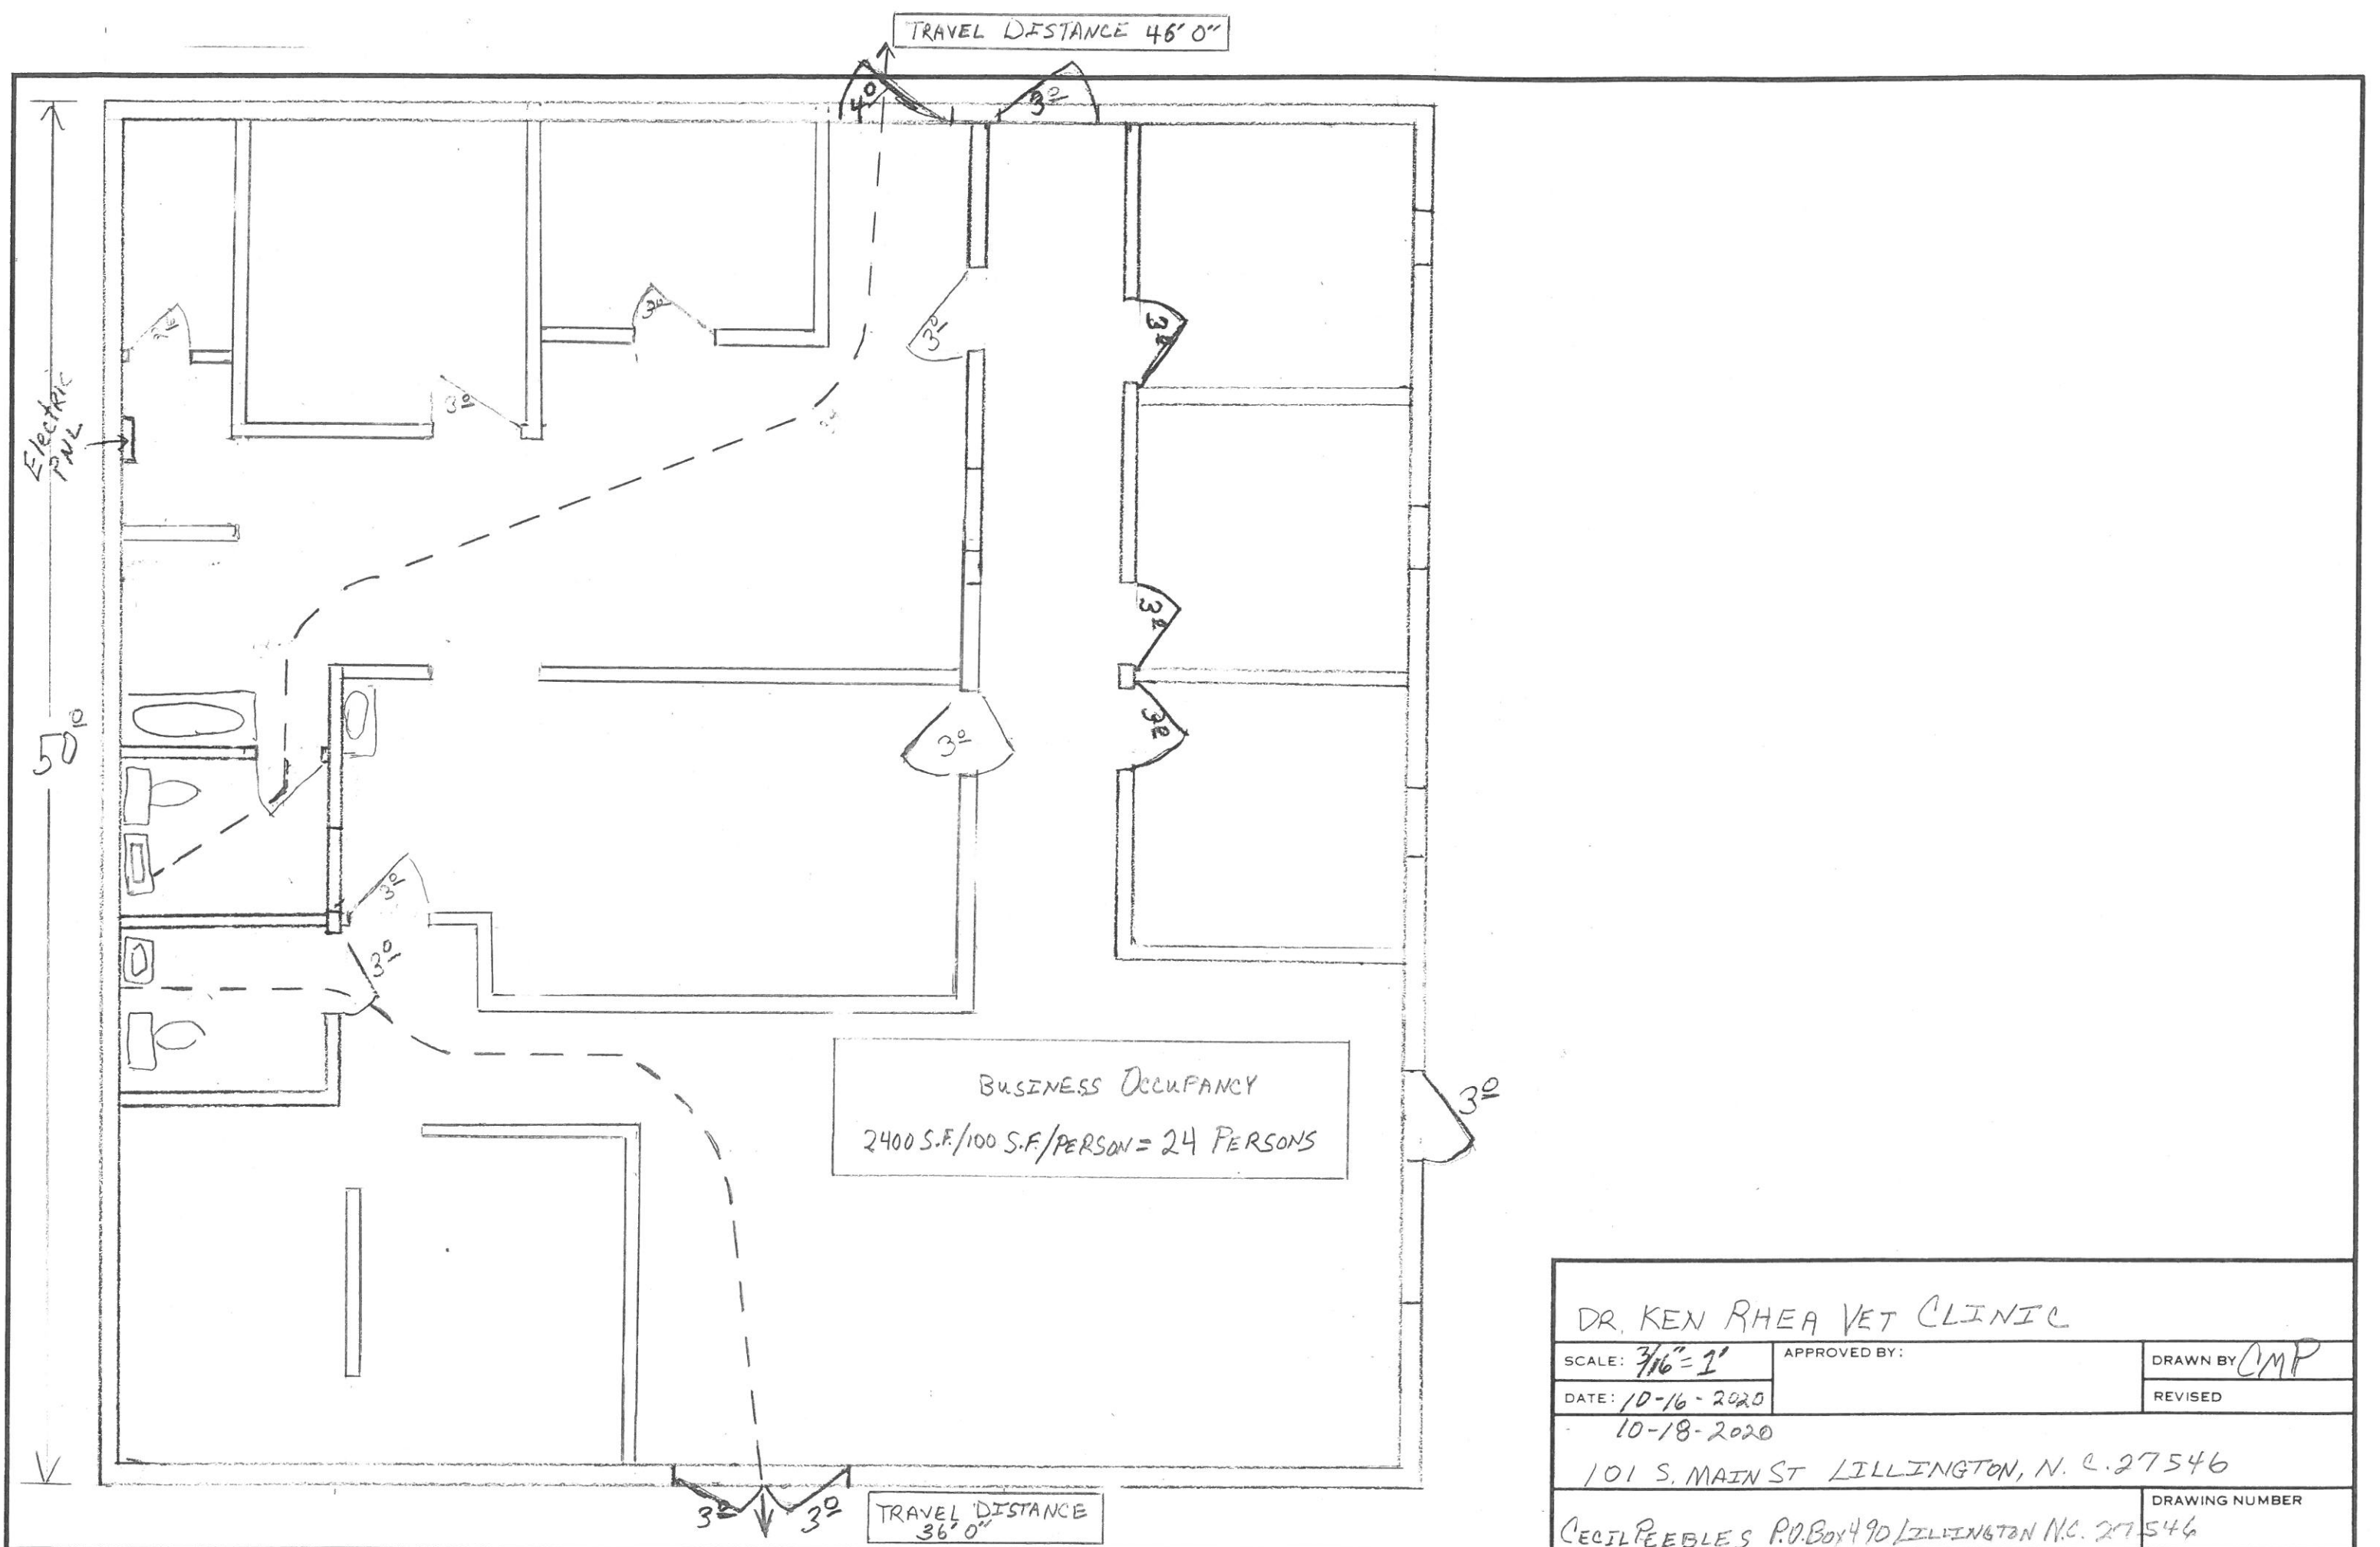 TRAVEL DISTANCE 46'0"
4⁰
3⁰
3⁰
3⁰
3⁰
3⁰
3⁰
Electric
PNL
3⁰
50'⁰
3⁰
3⁰
3⁰
3⁰
BUSINESS OCCUPANCY
2400 S.F./100 S.F./PERSON = 24 PERSONS
3⁰
3⁰
3⁰
TRAVEL DISTANCE
36'0"
DR. KEN RHEA VET CLINIC
SCALE: 3/16" = 1'
APPROVED BY:
DRAWN BY CMP
DATE: 10-16-2020
REVISED
10-18-2020
101 S. MAIN ST LILLINGTON, N.C. 27546
DRAWING NUMBER
CECIL PEEBLES P.O. BOX 490 LILLINGTON N.C. 27546